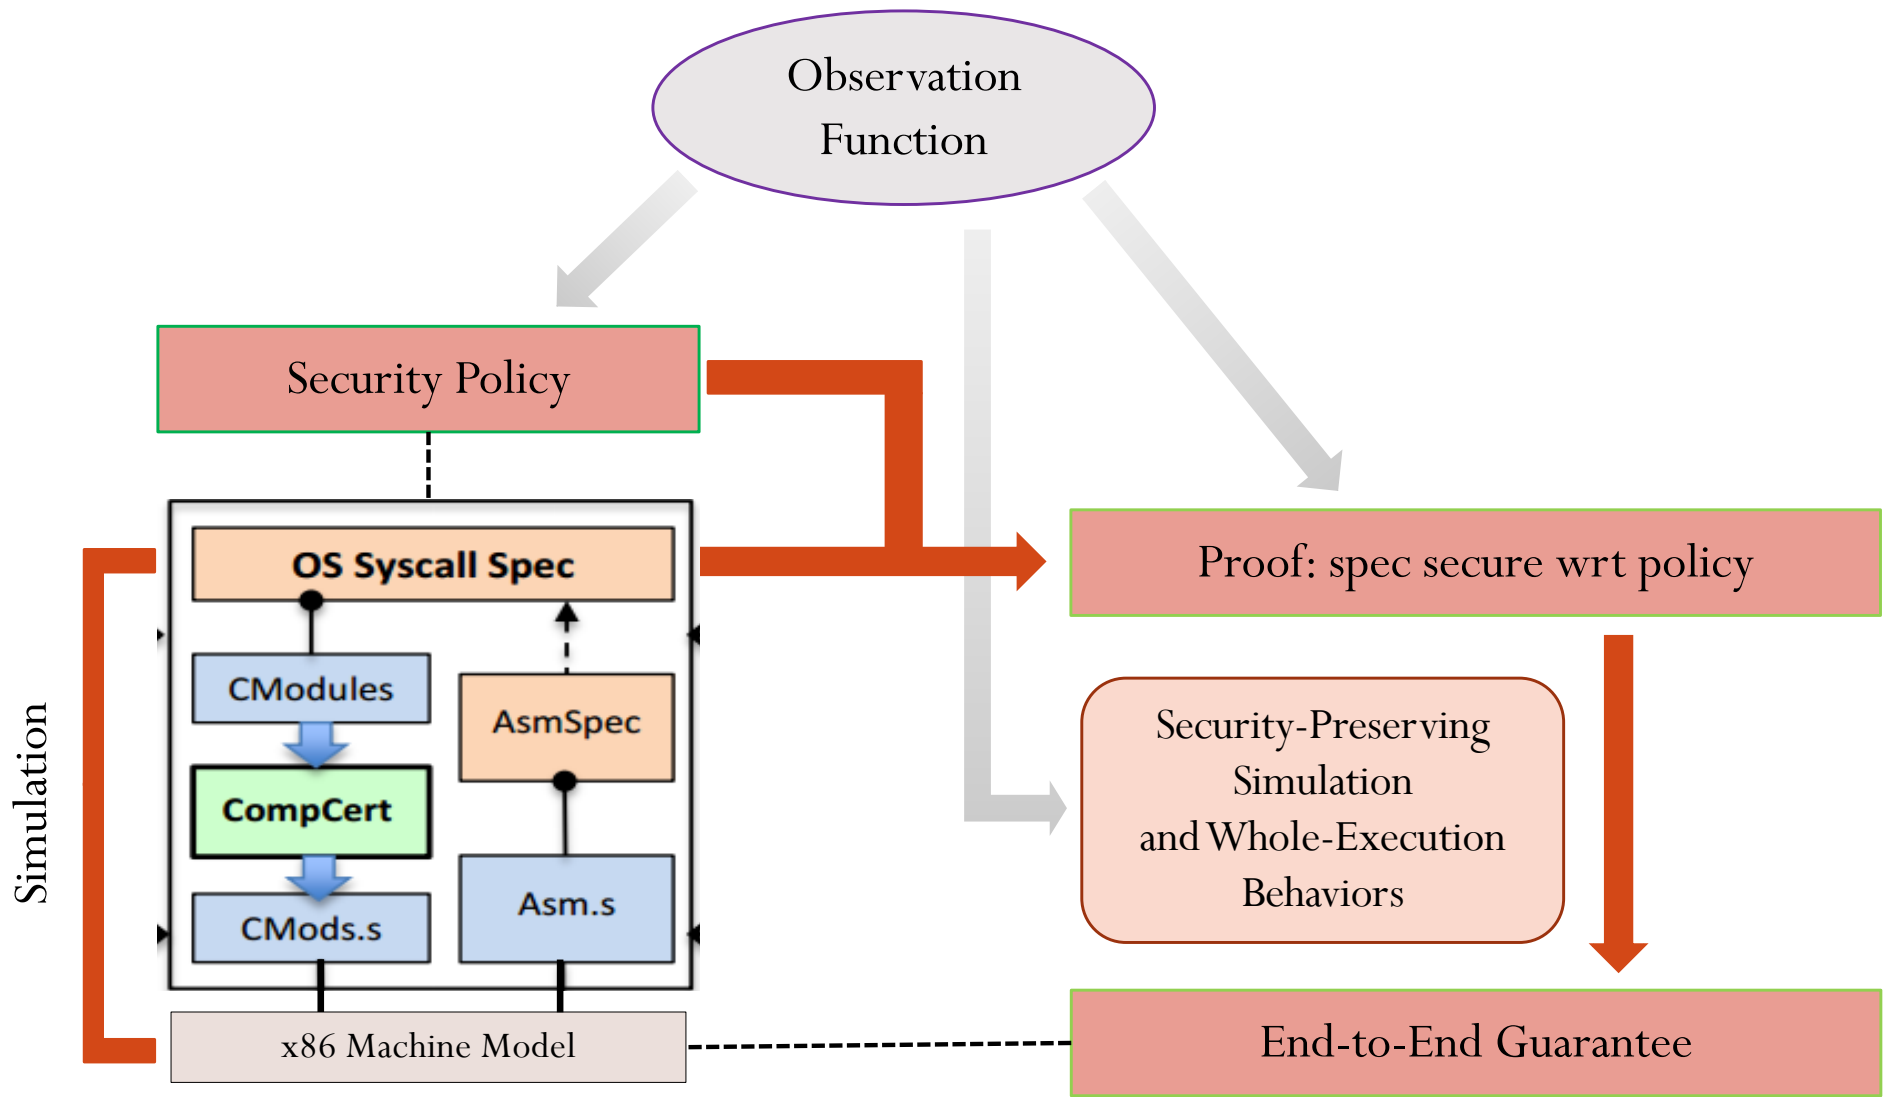 Observation
Function
Security Policy
OS Syscall Spec
Proof: spec secure wrt policy
CModules
AsmSpec
Security-Preserving
Simulation
and Whole-Execution
Behaviors
CompCert
Simulation
Asm.s
CMods.s
x86 Machine Model
End-to-End Guarantee